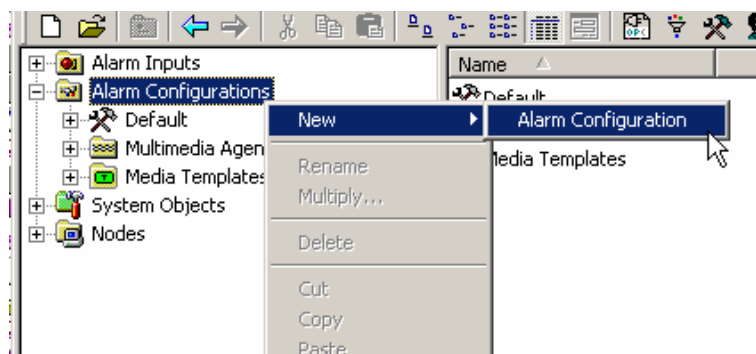 Alarm Inputs
Alarm Configurations
Default
Multimedia Agen
Media Templates
System Objects
Nodes
New
Rename
Multiply...
Delete
Cut
Copy
Paste
Name
Default
Alarm Configuration
Media Templates
OPC